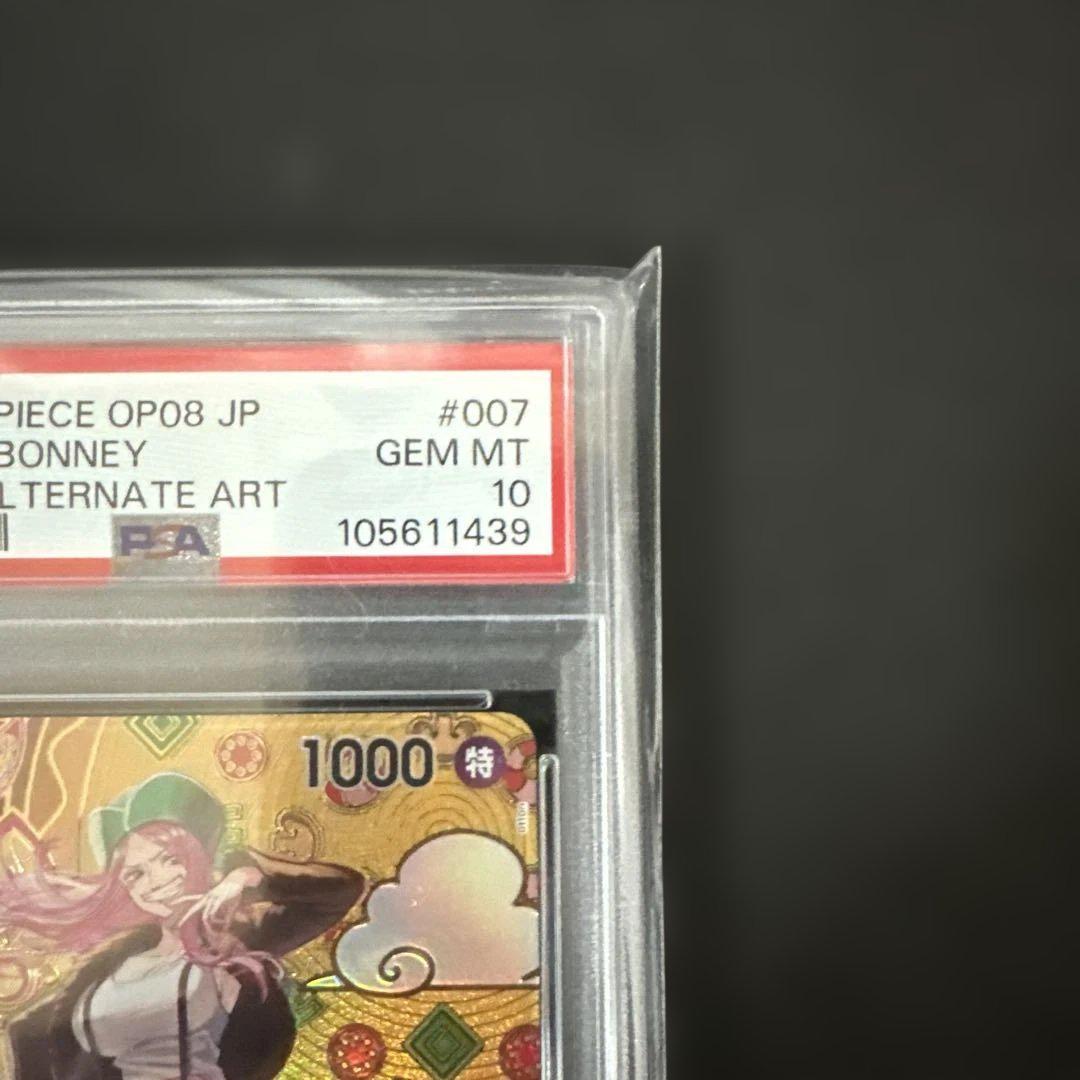 PIECE OP08 JP #007
BONNEY GEM MT
LTERNATE ART 10
PSA 105611439
1000 特